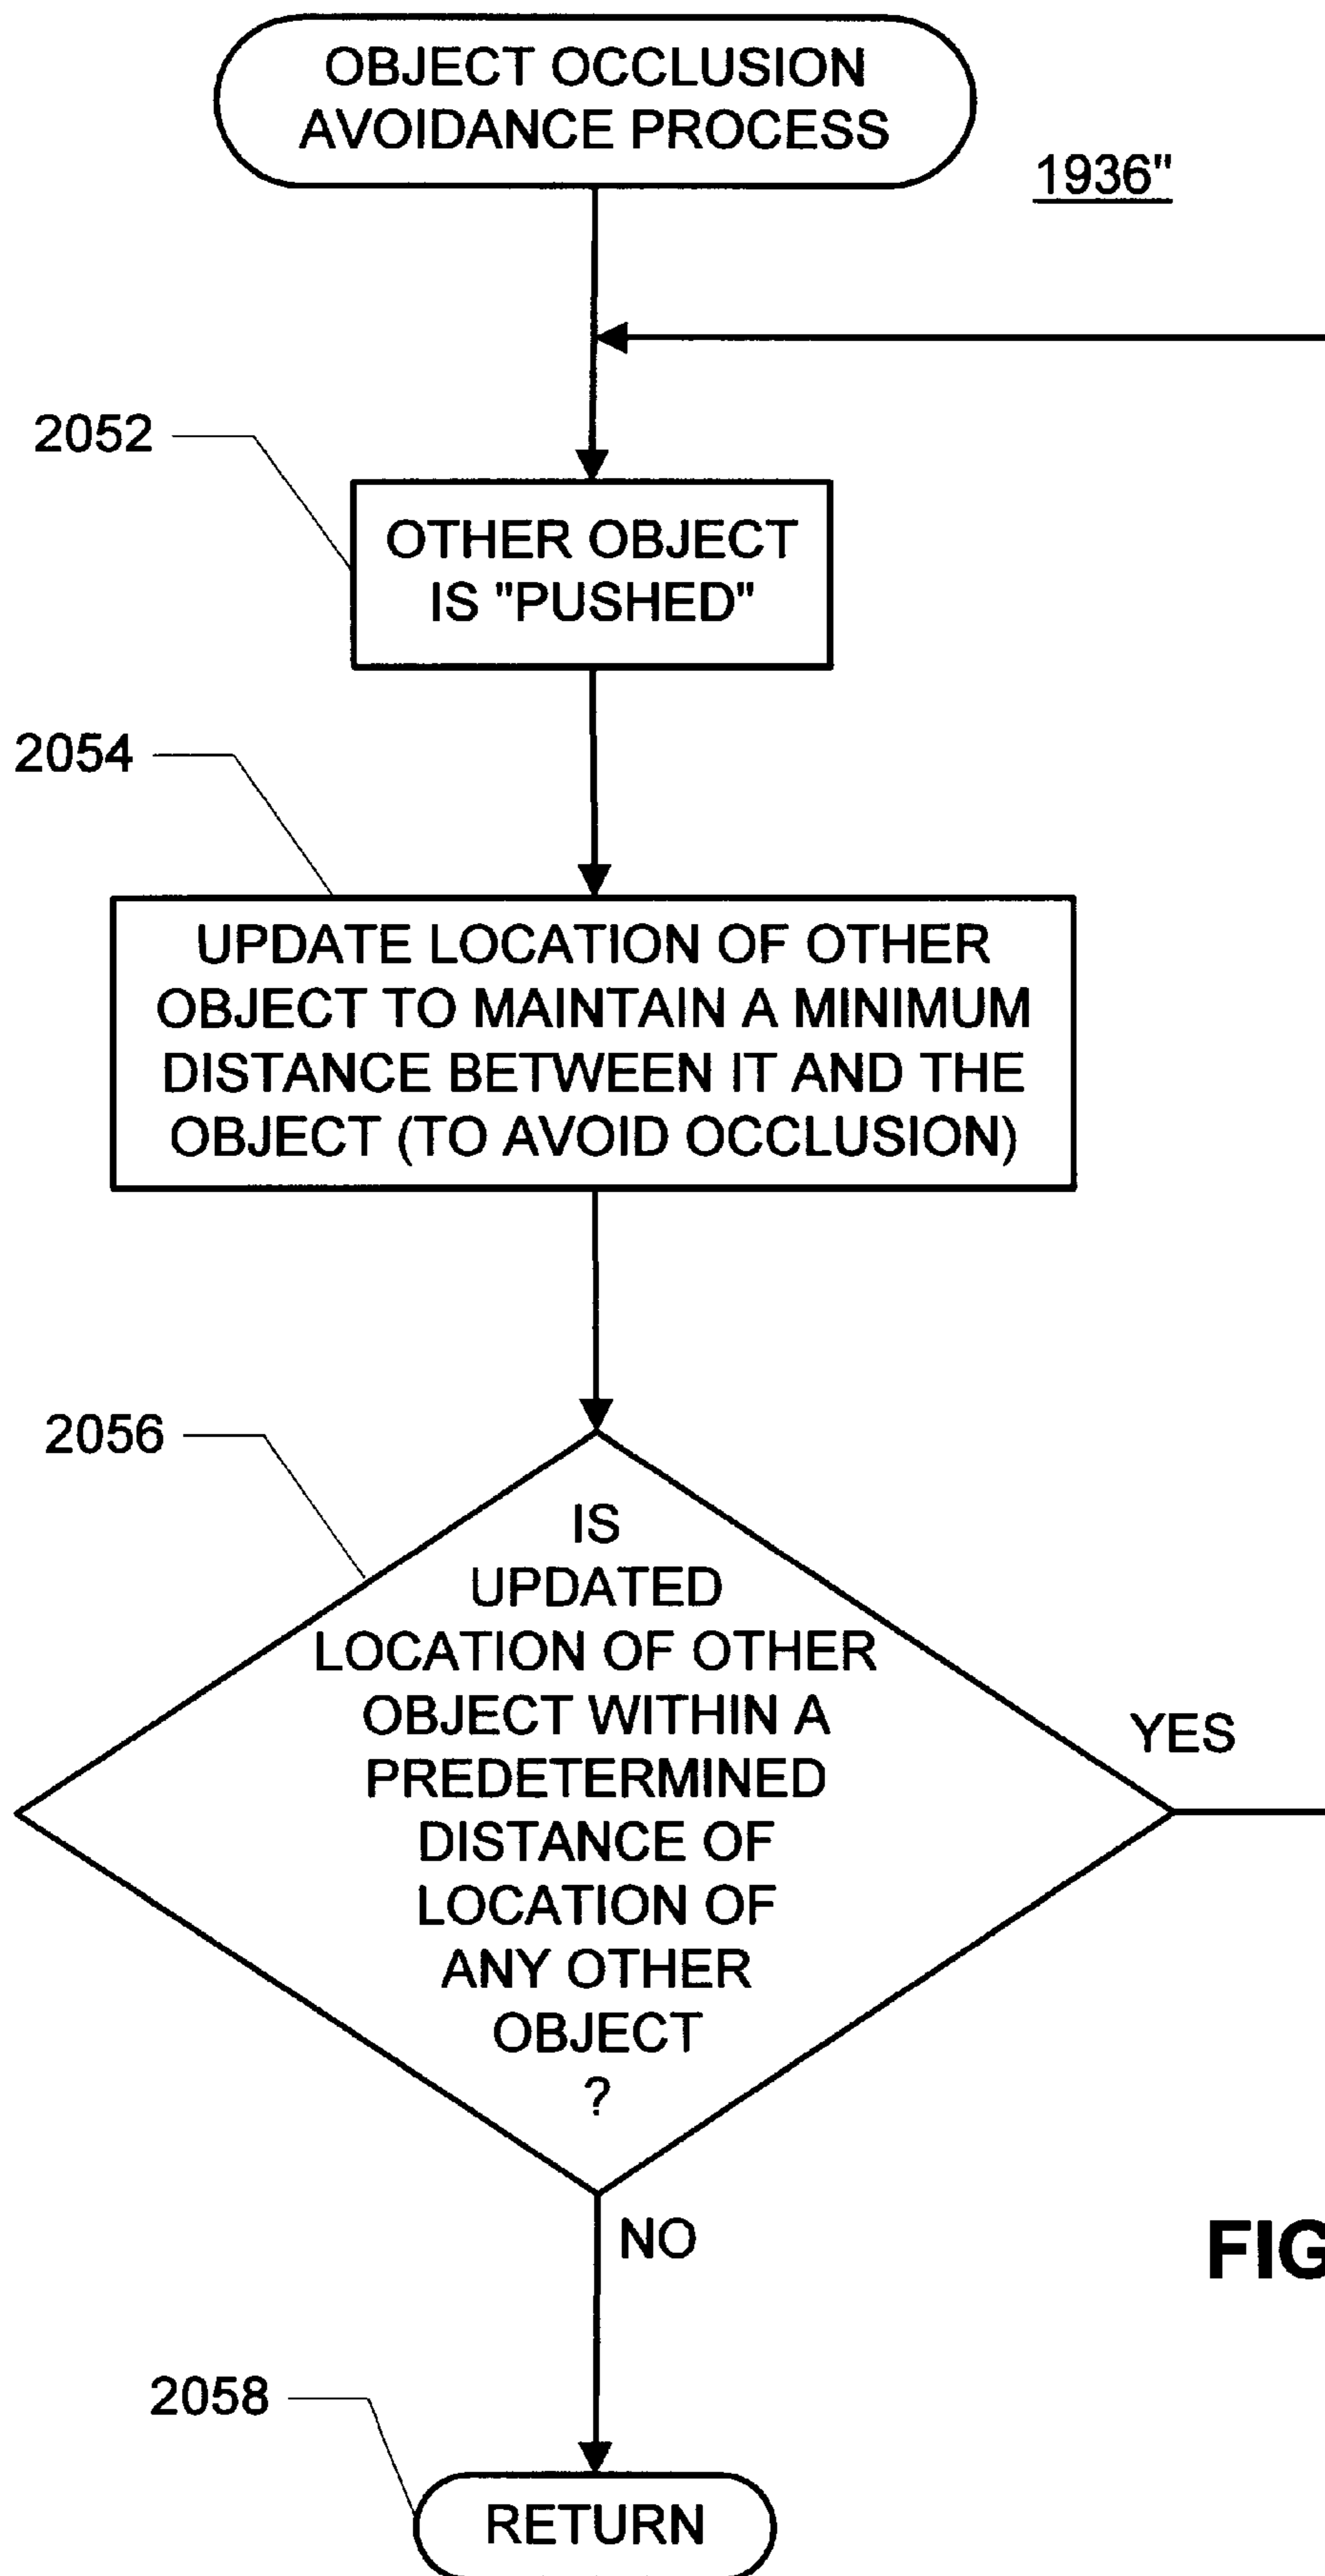 OBJECT OCCLUSION
AVOIDANCE PROCESS
1936"
2052
OTHER OBJECT
IS "PUSHED"
2054
UPDATE LOCATION OF OTHER
OBJECT TO MAINTAIN A MINIMUM
DISTANCE BETWEEN IT AND THE
OBJECT (TO AVOID OCCLUSION)
2056
IS
UPDATED
LOCATION OF OTHER
OBJECT WITHIN A
PREDETERMINED
DISTANCE OF
LOCATION OF
ANY OTHER
OBJECT
?
YES
NO
FIG
2058
RETURN